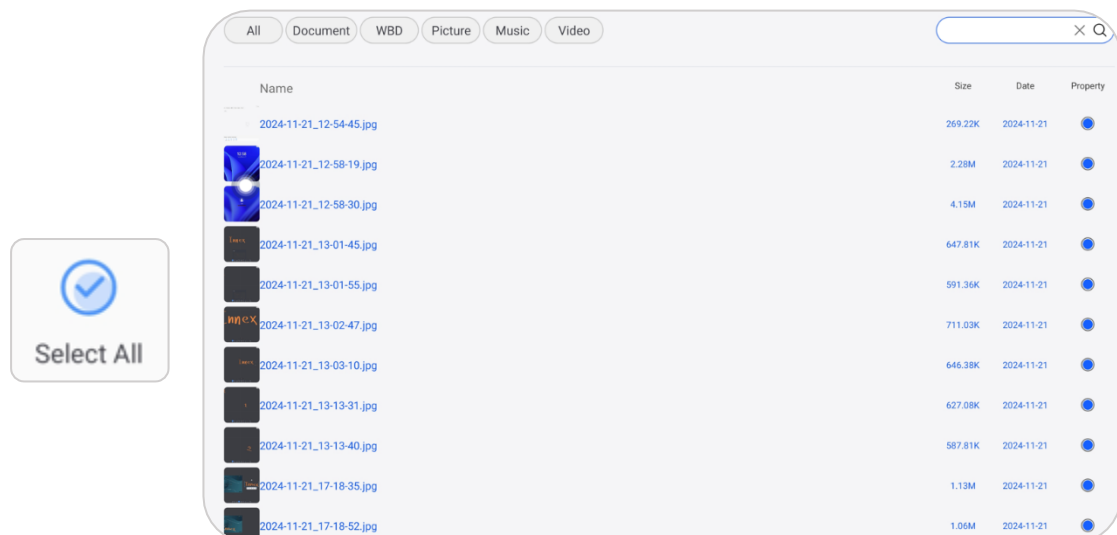 All Document WBD Picture Music Video
Name Size Date Property
2024-11-21_12-54-45.jpg 269.22K 2024-11-21
2024-11-21_12-58-19.jpg 2.28M 2024-11-21
2024-11-21_12-58-30.jpg 4.15M 2024-11-21
2024-11-21_13-01-45.jpg 647.81K 2024-11-21
2024-11-21_13-01-55.jpg 591.36K 2024-11-21
2024-11-21_13-02-47.jpg 711.03K 2024-11-21
2024-11-21_13-03-10.jpg 646.38K 2024-11-21
2024-11-21_13-13-31.jpg 627.08K 2024-11-21
2024-11-21_13-13-40.jpg 587.81K 2024-11-21
2024-11-21_17-18-35.jpg 1.13M 2024-11-21
2024-11-21_17-18-52.jpg 1.06M 2024-11-21
Select All